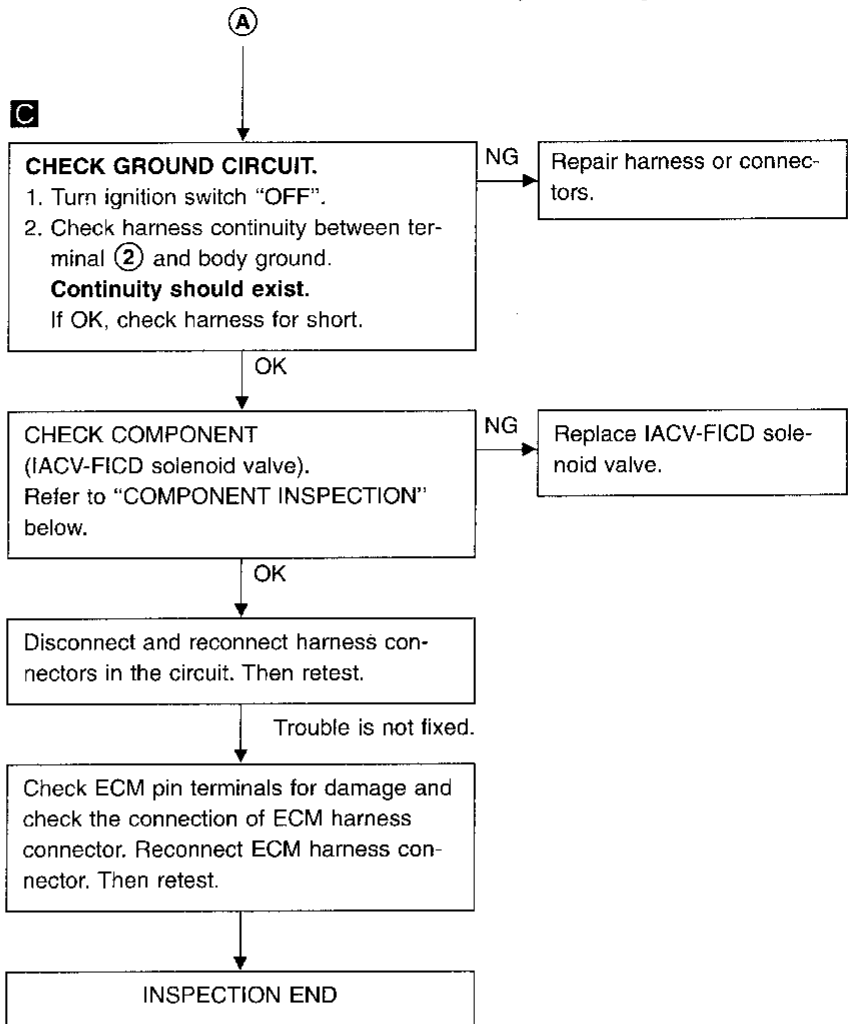 A
C
CHECK GROUND CIRCUIT.
1. Turn ignition switch "OFF".
2. Check harness continuity between ter-
minal ② and body ground.
Continuity should exist.
If OK, check harness for short.
NG
Repair harness or connec-
tors.
OK
CHECK COMPONENT
(IACV-FICD solenoid valve).
Refer to "COMPONENT INSPECTION"
below.
NG
Replace IACV-FICD sole-
noid valve.
OK
Disconnect and reconnect harness con-
nectors in the circuit. Then retest.
Trouble is not fixed.
Check ECM pin terminals for damage and
check the connection of ECM harness
connector. Reconnect ECM harness con-
nector. Then retest.
INSPECTION END